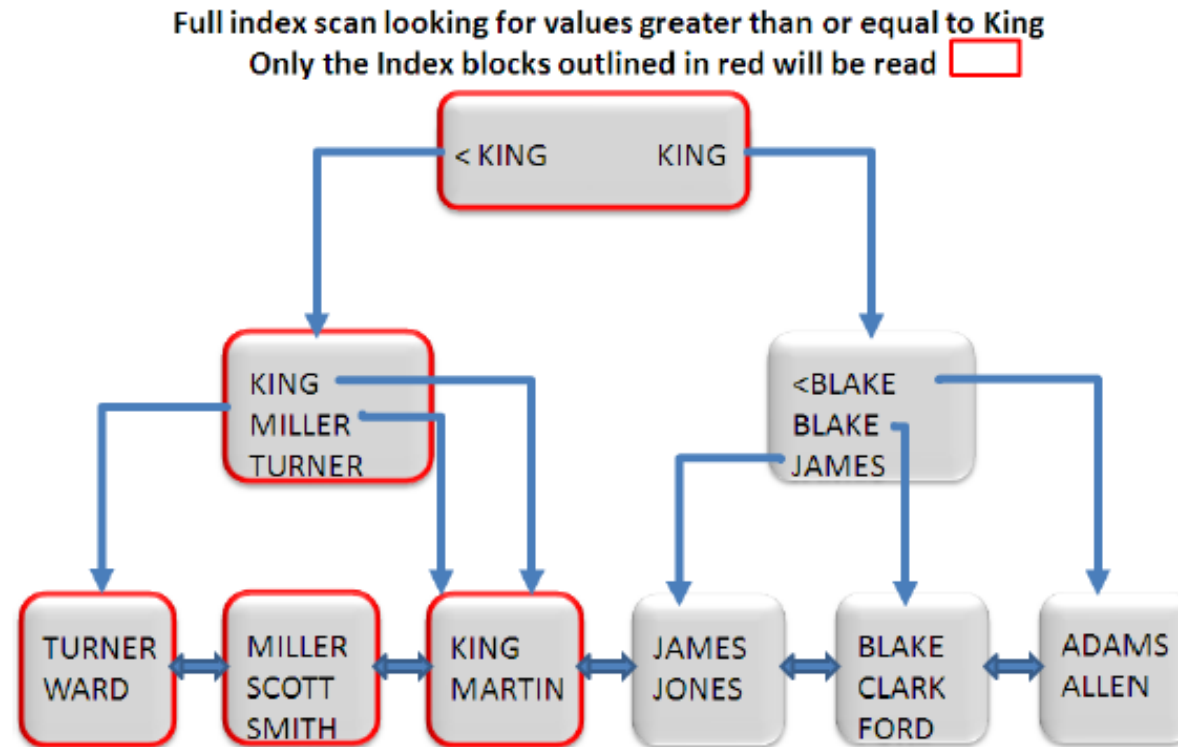 Full index scan looking for values greater than or equal to King
Only the Index blocks outlined in red will be read
< KING KING
KING
MILLER
TURNER
<BLAKE
BLAKE
JAMES
TURNER
WARD
MILLER
SCOTT
SMITH
KING
MARTIN
JAMES
JONES
BLAKE
CLARK
FORD
ADAMS
ALLEN